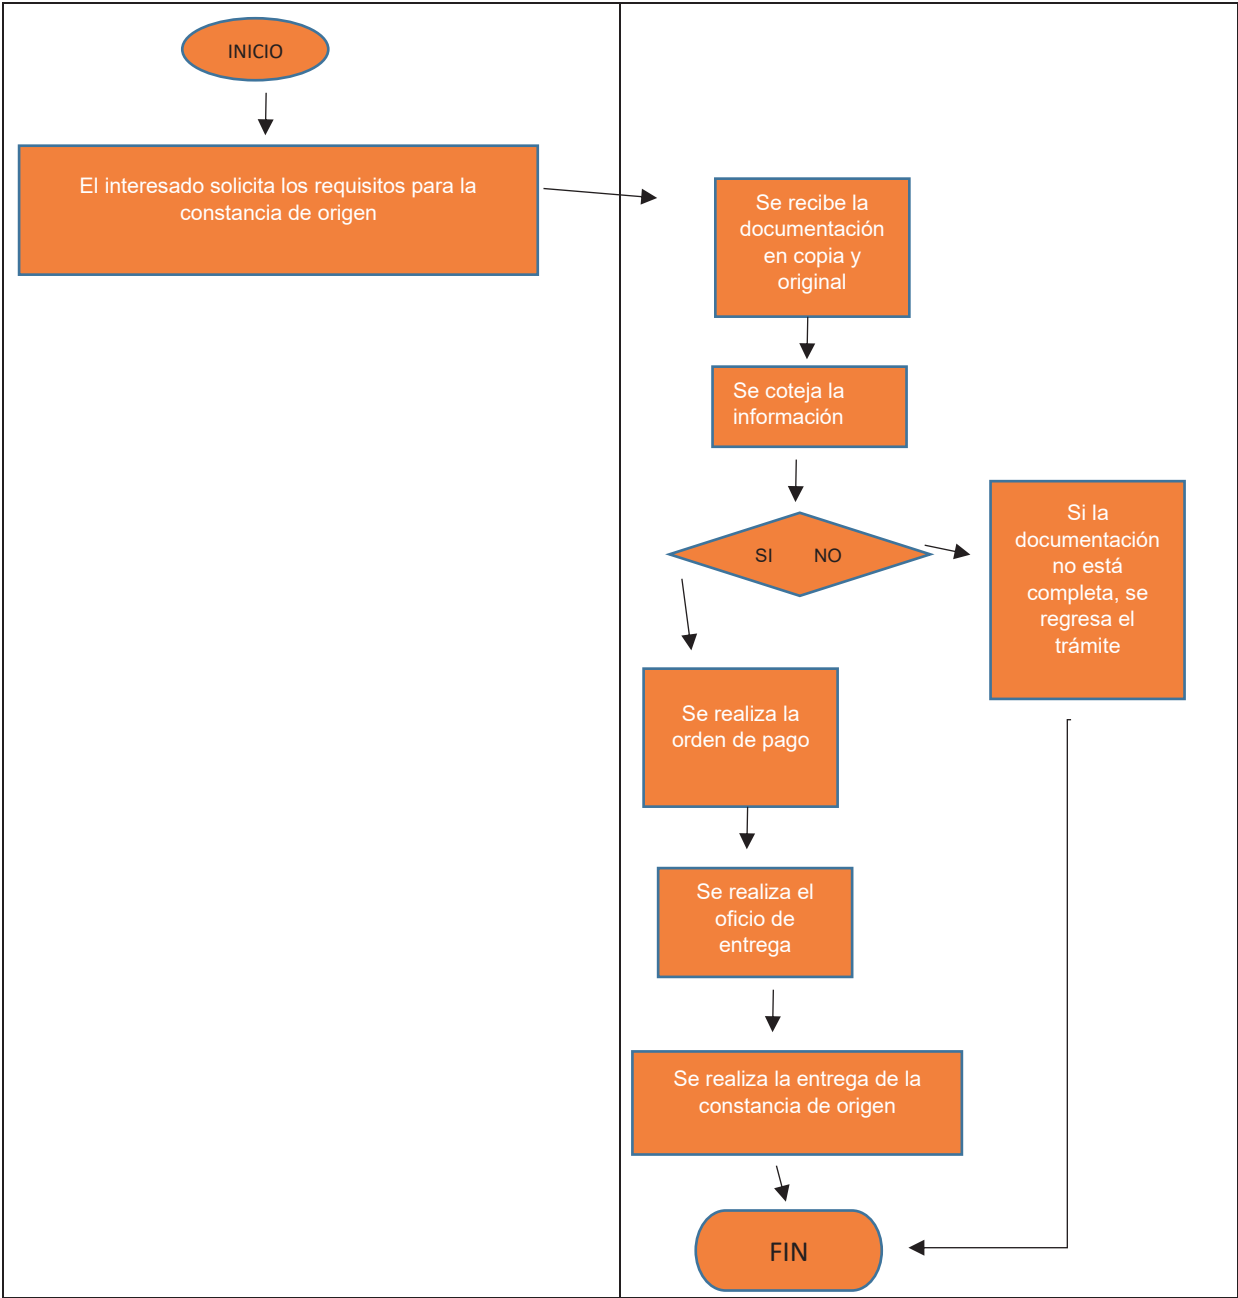 INICIO
El interesado solicita los requisitos para la
constancia de origen
Se recibe la
documentación
en copia y
original
Se coteja la
información
SI NO
Si la
documentación
no está
completa, se
regresa el
trámite
Se realiza la
orden de pago
Se realiza el
oficio de
entrega
Se realiza la entrega de la
constancia de origen
FIN